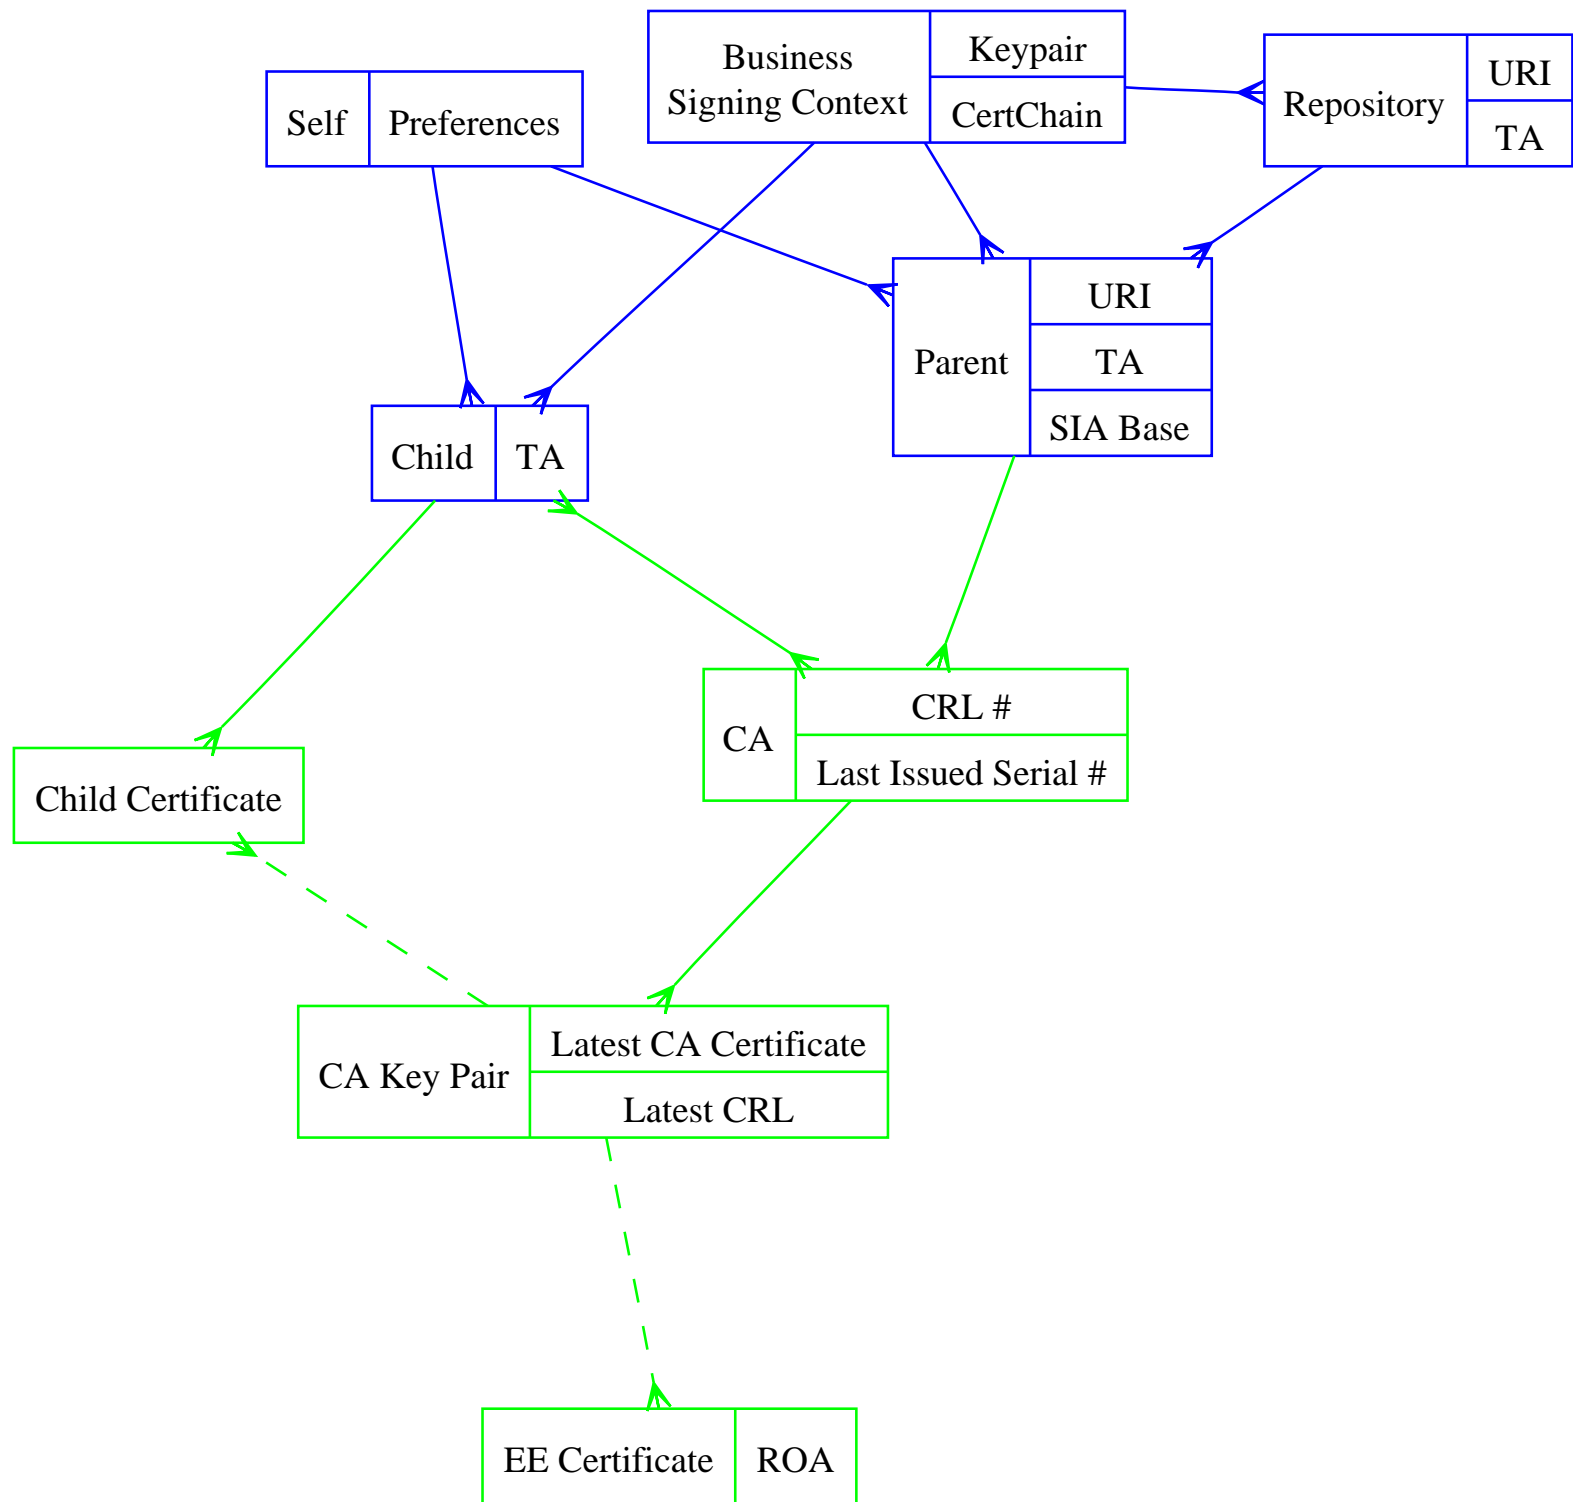 Business
Signing Context
Keypair
CertChain
Repository
URI
TA
Self
Preferences
Parent
URI
TA
SIA Base
Child
TA
CA
CRL #
Last Issued Serial #
Child Certificate
CA Key Pair
Latest CA Certificate
Latest CRL
EE Certificate
ROA